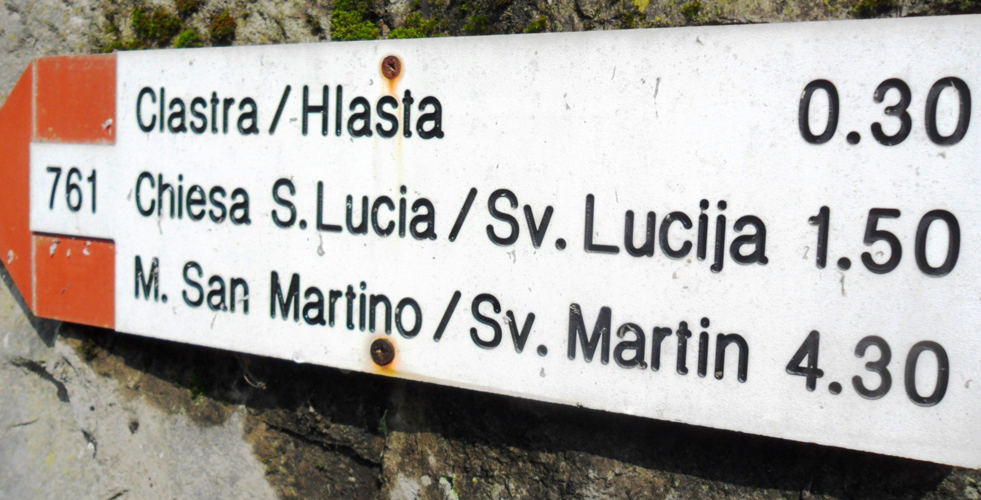 Clastra / Hlasta 0.30
761
Chiesa S. Lucia / Sv. Lucija 1.50
M. San Martino / Sv. Martin 4.30